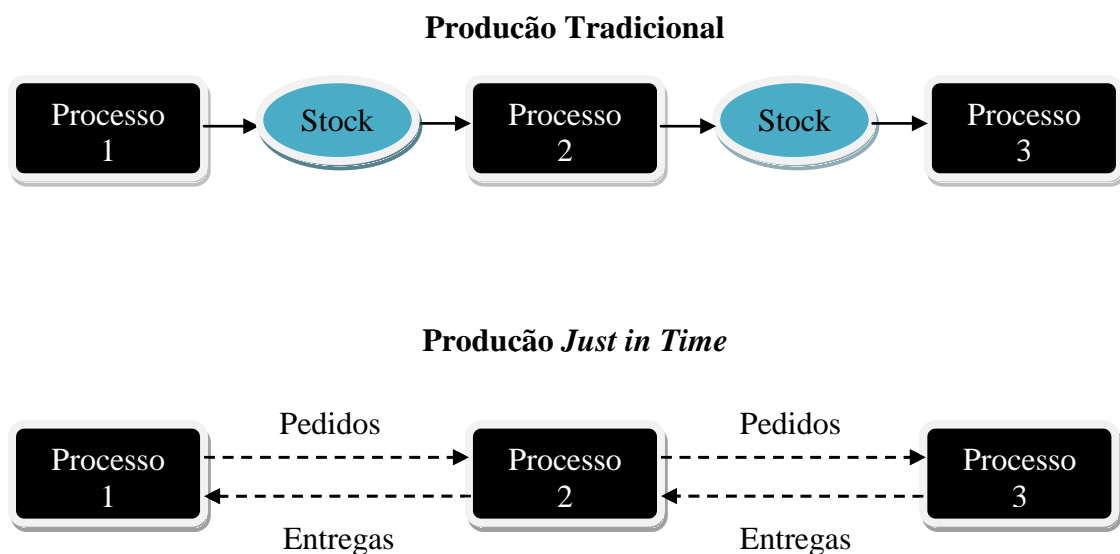 Producão Tradicional
Processo
1
Stock
Processo
2
Stock
Processo
3
Producão Just in Time
Pedidos
Pedidos
Processo
1
Processo
2
Processo
3
Entregas
Entregas